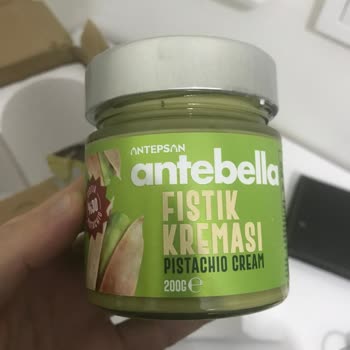 ANTEPSAN
antebella
FISTIK
KREMASI
PISTACHIO CREAM
200G e